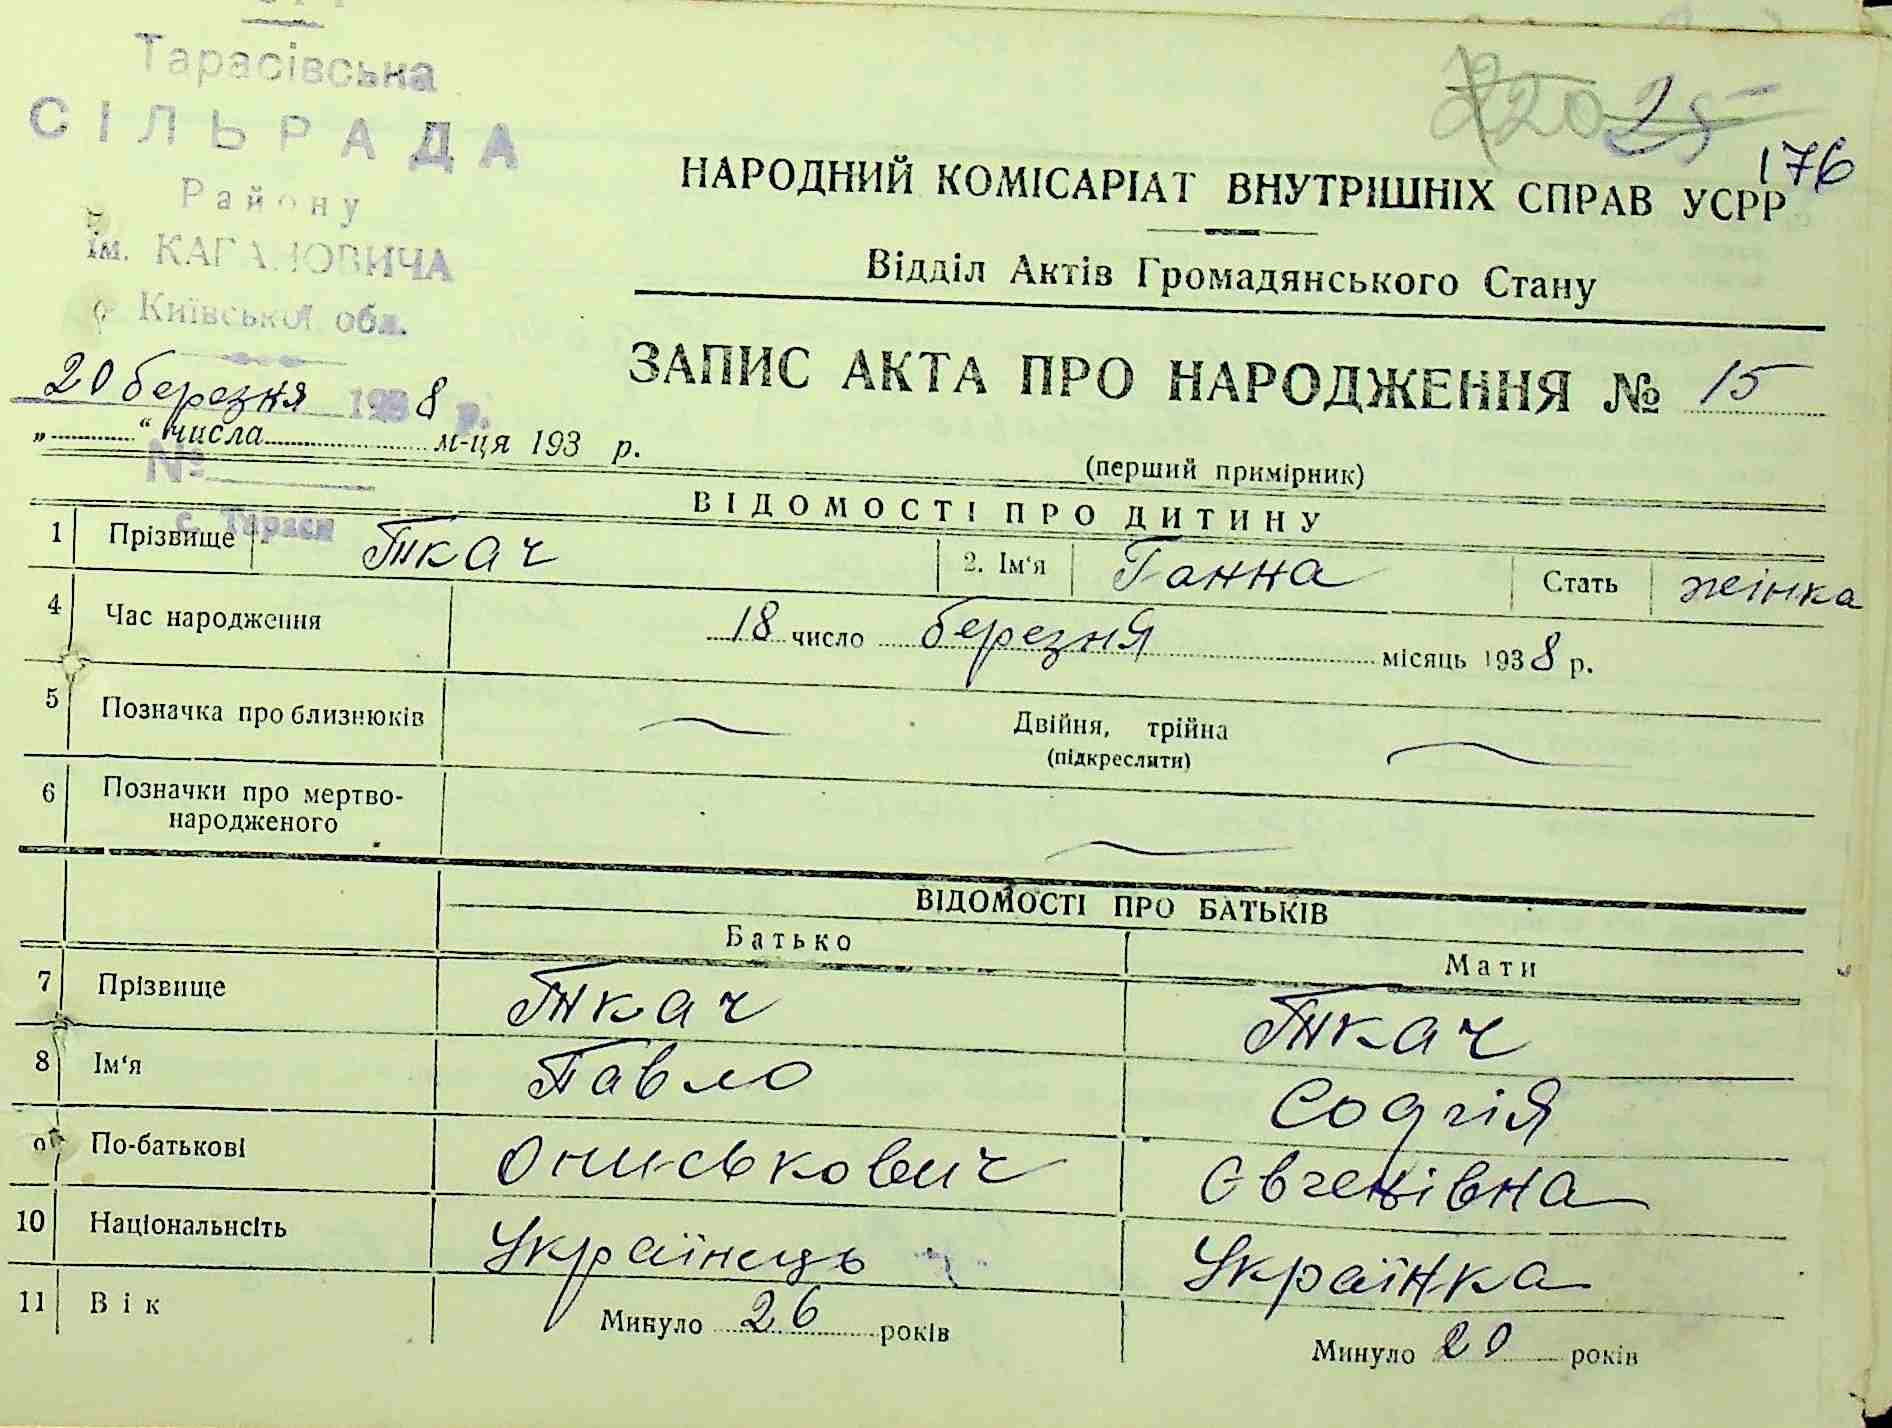 Тарасівська
СІЛЬРАДА
Району
ім. КАГАНОВИЧА
Київської обл.
25
176
НАРОДНИЙ КОМІСАРІАТ ВНУТРІШНІХ СПРАВ УСРР
Відділ Актів Громадянського Стану
ЗАПИС АКТА ПРО НАРОДЖЕННЯ № 15
20 березня 1938 р.
„ “ числа м-ця 193 р.
№
(перший примірник)
ВІДОМОСТІ ПРО ДИТИНУ
с. Тараси
1 Прізвище Ткач 2. Ім‘я Ганна Стать жінка
4 Час народження 18 число березня місяць 1938 р.
5 Позначка про близнюків Двійня, трійна
(підкреслити)
6 Позначки про мертво-
народженого
ВІДОМОСТІ ПРО БАТЬКІВ
Батько Мати
7 Прізвище Ткач Ткач
8 Ім‘я Павло Софія
9 По-батькові Ониськович
10 Національнсіть Українець Українка
11 Вік Минуло 26 років Минуло 20 років